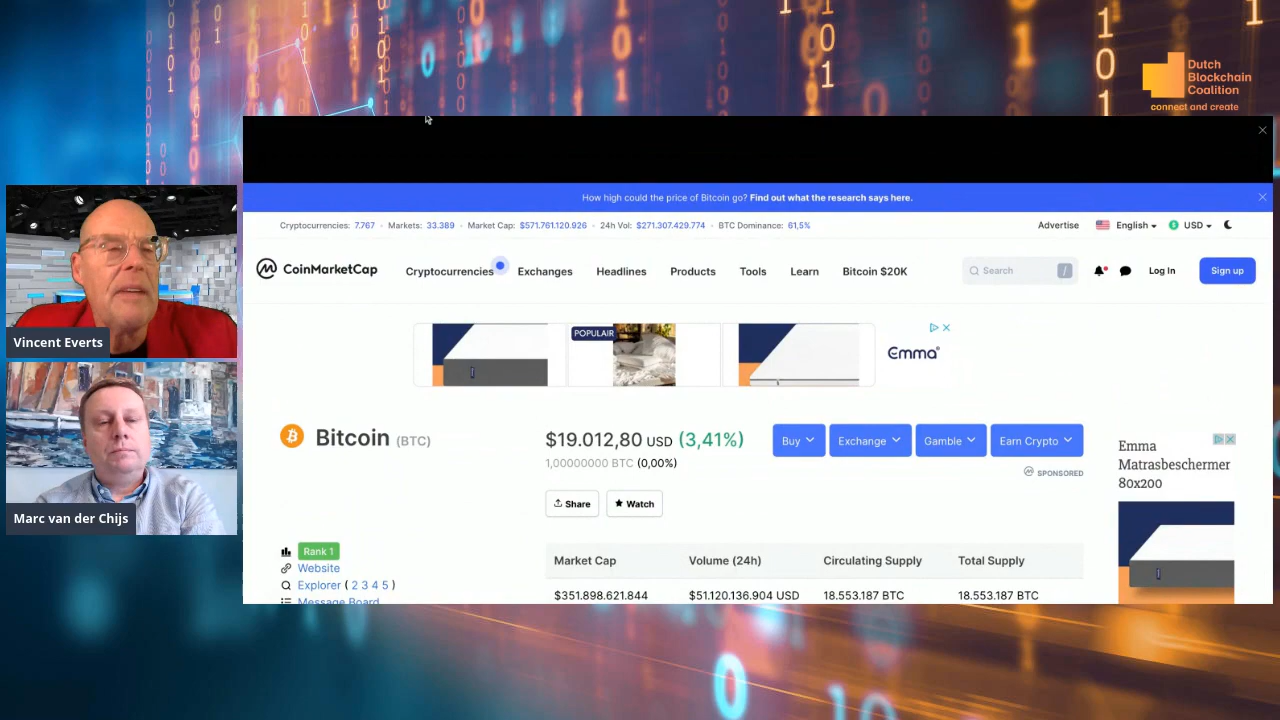 Dutch
Blockchain
Coalition
connect and create
How high could the price of Bitcoin go? Find out what the research says here.
Cryptocurrencies: 7.767 Markets: 33.389 Market Cap: $571.761.120.926 24h Vol: $271.307.429.774 BTC Dominance: 61,5%
Advertise English USD
CoinMarketCap Cryptocurrencies Exchanges Headlines Products Tools Learn Bitcoin $20K Search / Log In Sign up
POPULAIR
Emma
Vincent Everts
Marc van der Chijs
Bitcoin (BTC)
$19.012,80 USD (3,41%)
1,00000000 BTC (0,00%)
Buy Exchange Gamble Earn Crypto
SPONSORED
Share Watch
Emma
Matrasbeschermer
80x200
Rank 1
Website
Explorer ( 2 3 4 5 )
Message Board
Market Cap Volume (24h) Circulating Supply Total Supply
$351.898.621.844 $51.120.136.904 USD 18.553.187 BTC 18.553.187 BTC